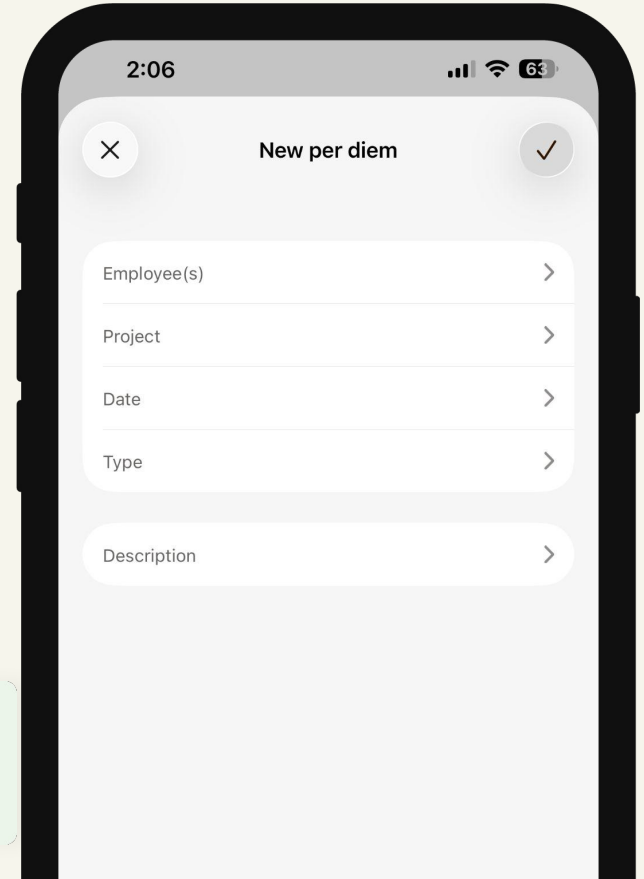 2:06
63
New per diem
Employee(s)
Project
Date
Type
Description